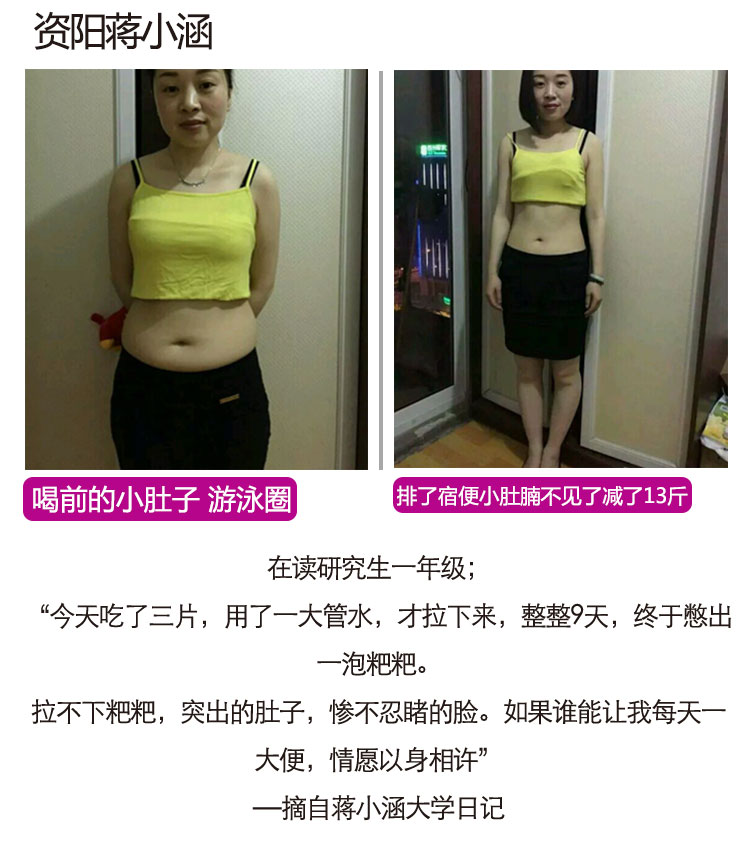 资阳蒋小涵
喝前的小肚子 游泳圈
排了宿便小肚腩不见了减了13斤
在读研究生一年级；
“今天吃了三片，用了一大管水，才拉下来，整整9天，终于憋出
一泡粑粑。
拉不下粑粑，突出的肚子，惨不忍睹的脸。如果谁能让我每天一
大便，情愿以身相许”
—摘自蒋小涵大学日记